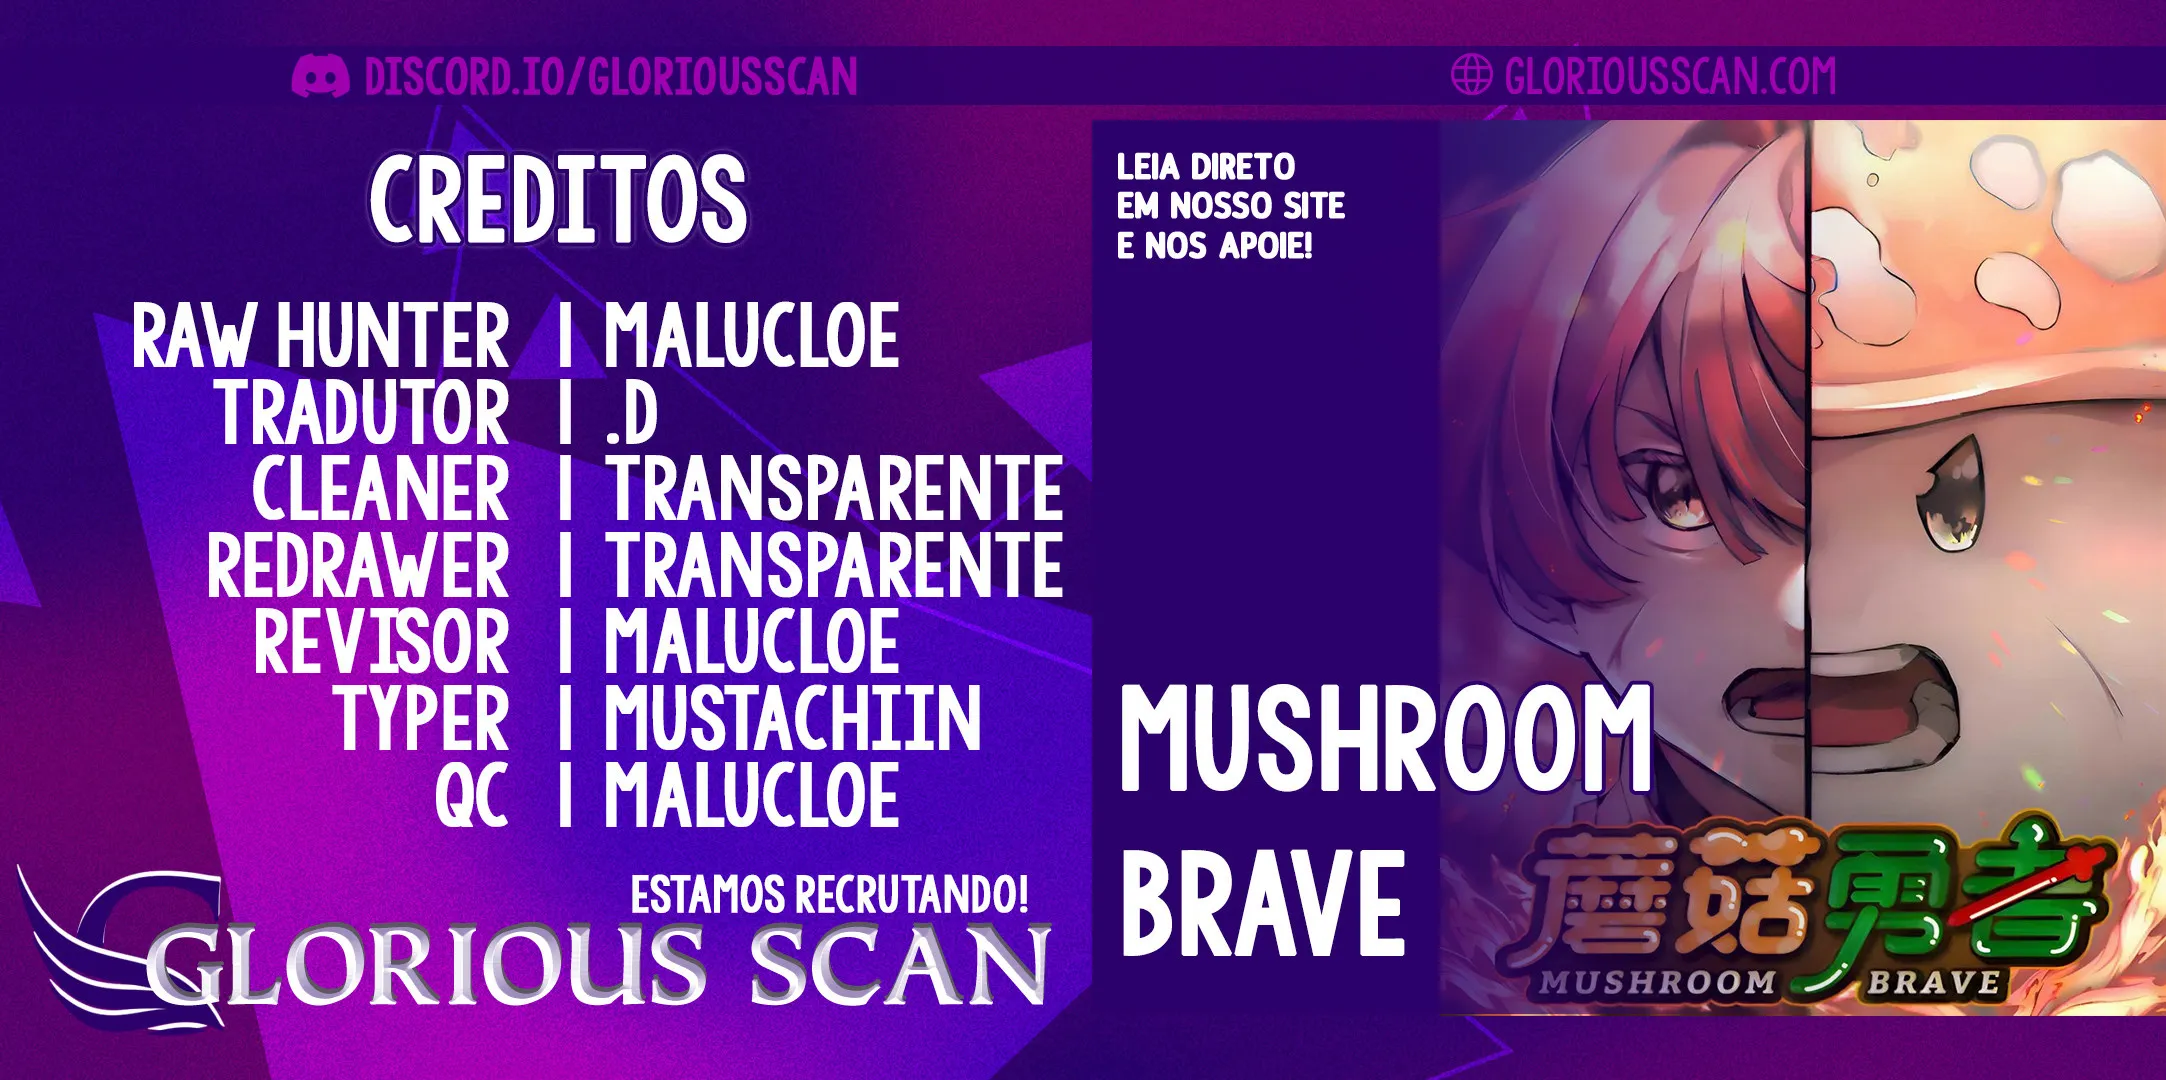 DISCORD.IO/GLORIOUSSCAN
GLORIOUSSCAN.COM
CREDITOS
RAW HUNTER | MALUCLOE
TRADUTOR | .D
CLEANER | TRANSPARENTE
REDRAWER | TRANSPARENTE
REVISOR | MALUCLOE
TYPER | MUSTACHIIN
QC | MALUCLOE
ESTAMOS RECRUTANDO!
GLORIOUS SCAN
LEIA DIRETO
EM NOSSO SITE
E NOS APOIE!
MUSHROOM
BRAVE
蘑菇勇者
MUSHROOM BRAVE